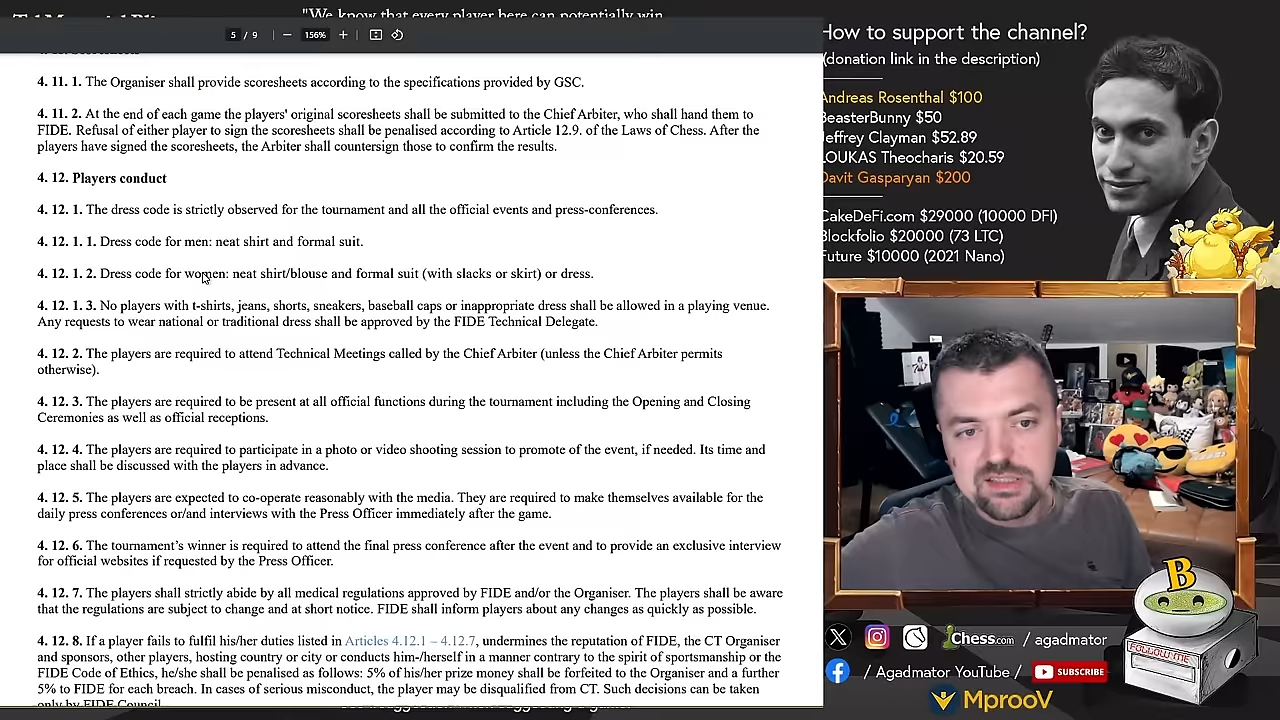 "We know that every player here can potentially win
5 / 9
156%
4. 11. 1. The Organiser shall provide scoresheets according to the specifications provided by GSC.
4. 11. 2. At the end of each game the players' original scoresheets shall be submitted to the Chief Arbiter, who shall hand them to
FIDE. Refusal of either player to sign the scoresheets shall be penalised according to Article 12.9. of the Laws of Chess. After the
players have signed the scoresheets, the Arbiter shall countersign those to confirm the results.
4. 12. Players conduct
4. 12. 1. The dress code is strictly observed for the tournament and all the official events and press-conferences.
4. 12. 1. 1. Dress code for men: neat shirt and formal suit.
4. 12. 1. 2. Dress code for women: neat shirt/blouse and formal suit (with slacks or skirt) or dress.
4. 12. 1. 3. No players with t-shirts, jeans, shorts, sneakers, baseball caps or inappropriate dress shall be allowed in a playing venue.
Any requests to wear national or traditional dress shall be approved by the FIDE Technical Delegate.
4. 12. 2. The players are required to attend Technical Meetings called by the Chief Arbiter (unless the Chief Arbiter permits
otherwise).
4. 12. 3. The players are required to be present at all official functions during the tournament including the Opening and Closing
Ceremonies as well as official receptions.
4. 12. 4. The players are required to participate in a photo or video shooting session to promote of the event, if needed. Its time and
place shall be discussed with the players in advance.
4. 12. 5. The players are expected to co-operate reasonably with the media. They are required to make themselves available for the
daily press conferences or/and interviews with the Press Officer immediately after the game.
4. 12. 6. The tournament's winner is required to attend the final press conference after the event and to provide an exclusive interview
for official websites if requested by the Press Officer.
4. 12. 7. The players shall strictly abide by all medical regulations approved by FIDE and/or the Organiser. The players shall be aware
that the regulations are subject to change and at short notice. FIDE shall inform players about any changes as quickly as possible.
4. 12. 8. If a player fails to fulfil his/her duties listed in Articles 4.12.1 – 4.12.7, undermines the reputation of FIDE, the CT Organiser
and sponsors, other players, hosting country or city or conducts him-/herself in a manner contrary to the spirit of sportsmanship or the
FIDE Code of Ethics, he/she shall be penalised as follows: 5% of his/her prize money shall be forfeited to the Organiser and a further
5% to FIDE for each breach. In cases of serious misconduct, the player may be disqualified from CT. Such decisions can be taken
only by FIDE Council.
How to support the channel?
(donation link in the description)
Andreas Rosenthal $100
BeasterBunny $50
Jeffrey Clayman $52.89
LOUKAS Theocharis $20.59
Davit Gasparyan $200
CakeDeFi.com $29000 (10000 DFI)
Blockfolio $20000 (73 LTC)
Future $10000 (2021 Nano)
B
FOLLOW ME
X
Chess.com / agadmator
/ Agadmator YouTube / SUBSCRIBE
MprooV